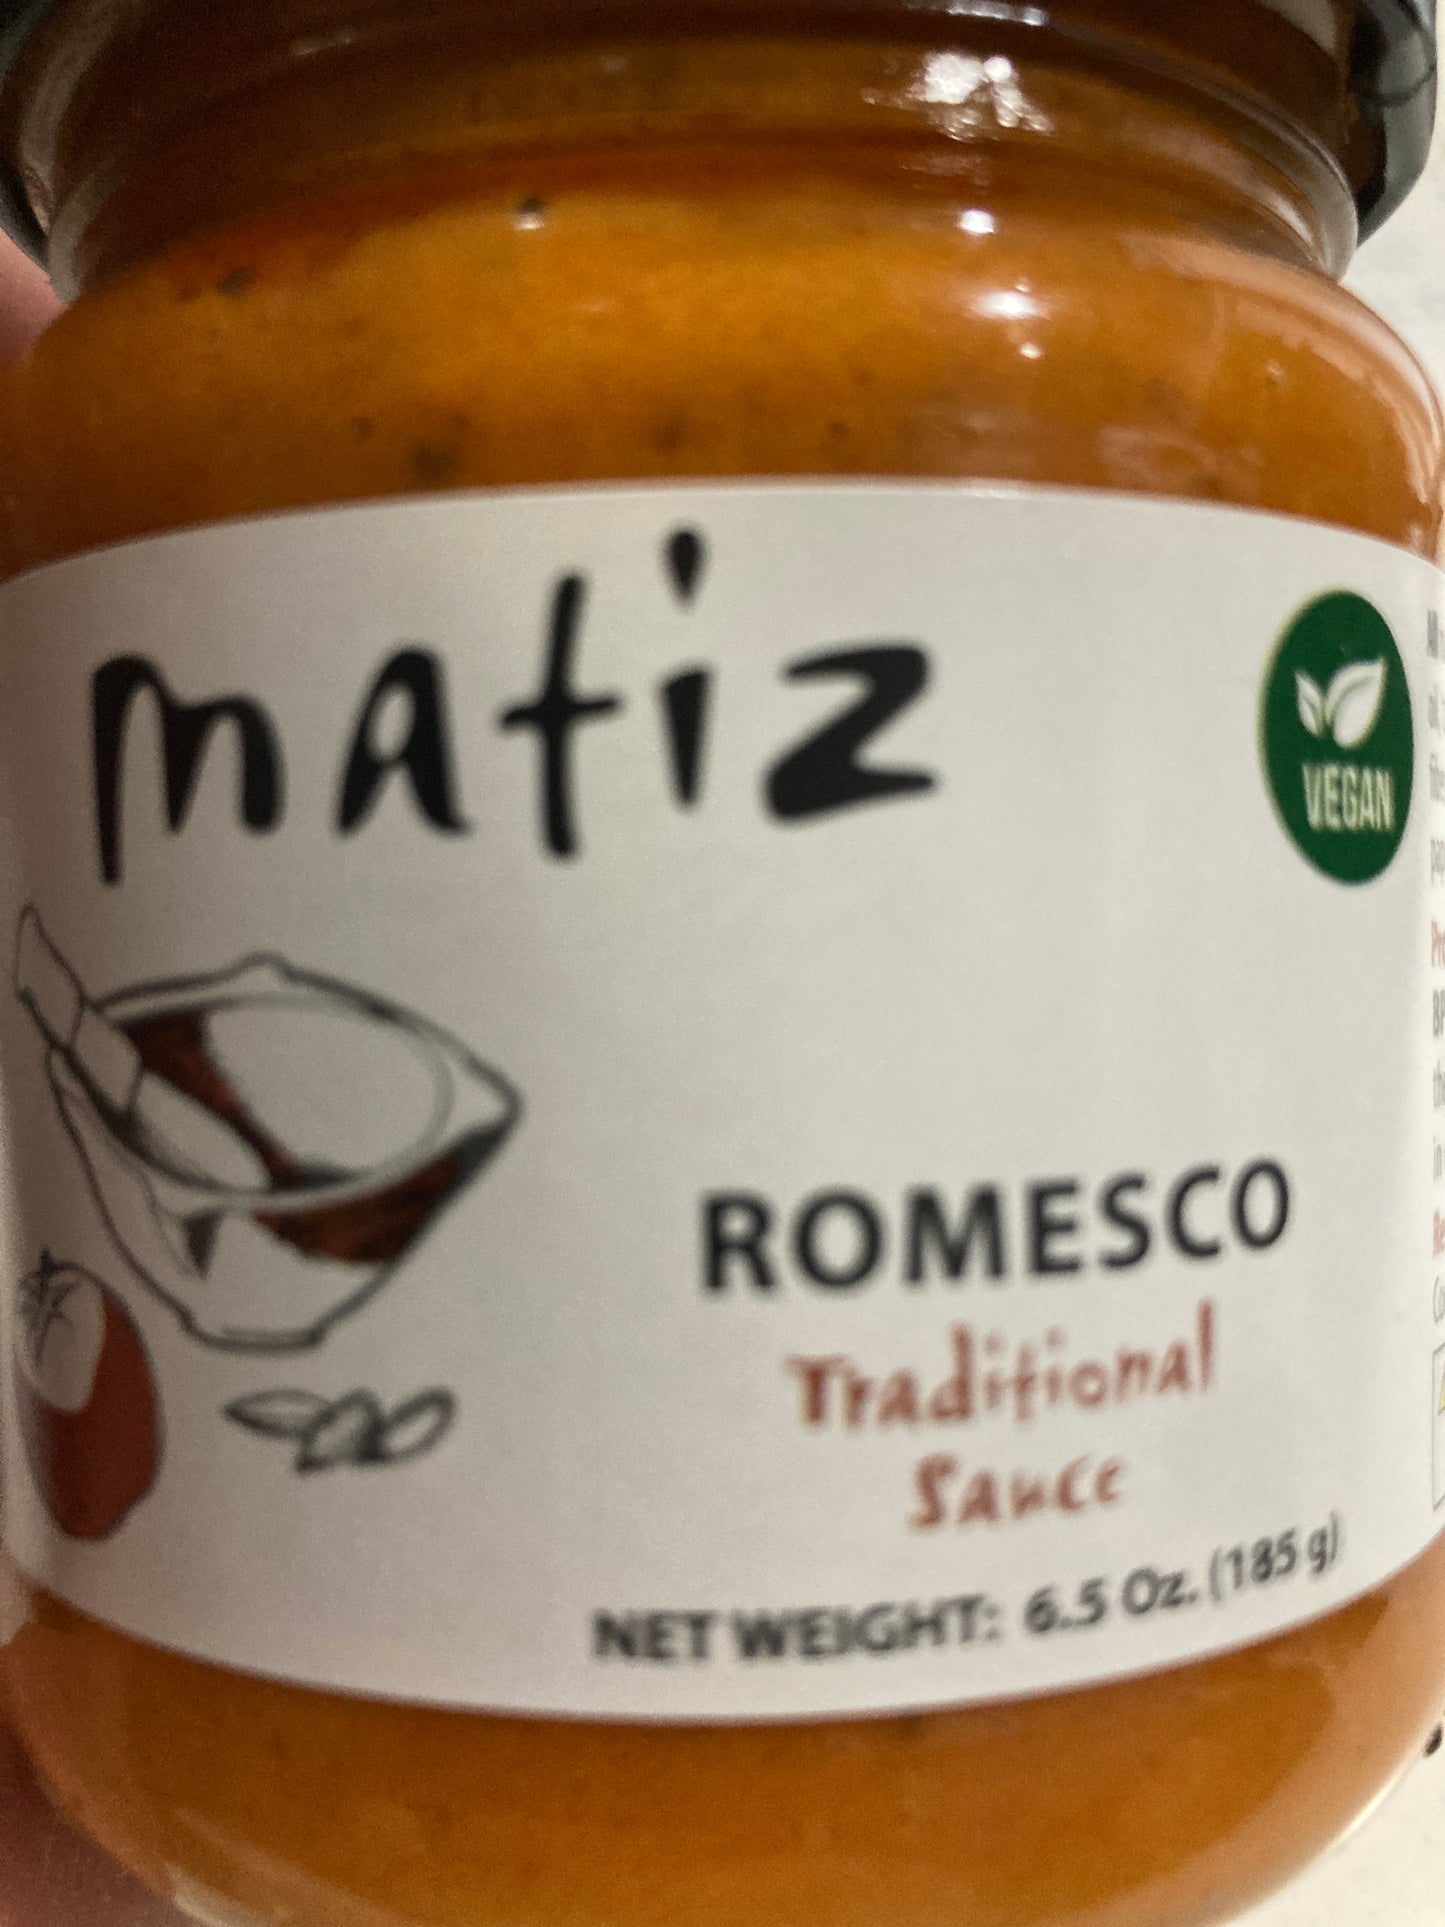 matiz
VEGAN
ROMESCO
Traditional
Sauce
NET WEIGHT: 6.5 Oz. (185 g)